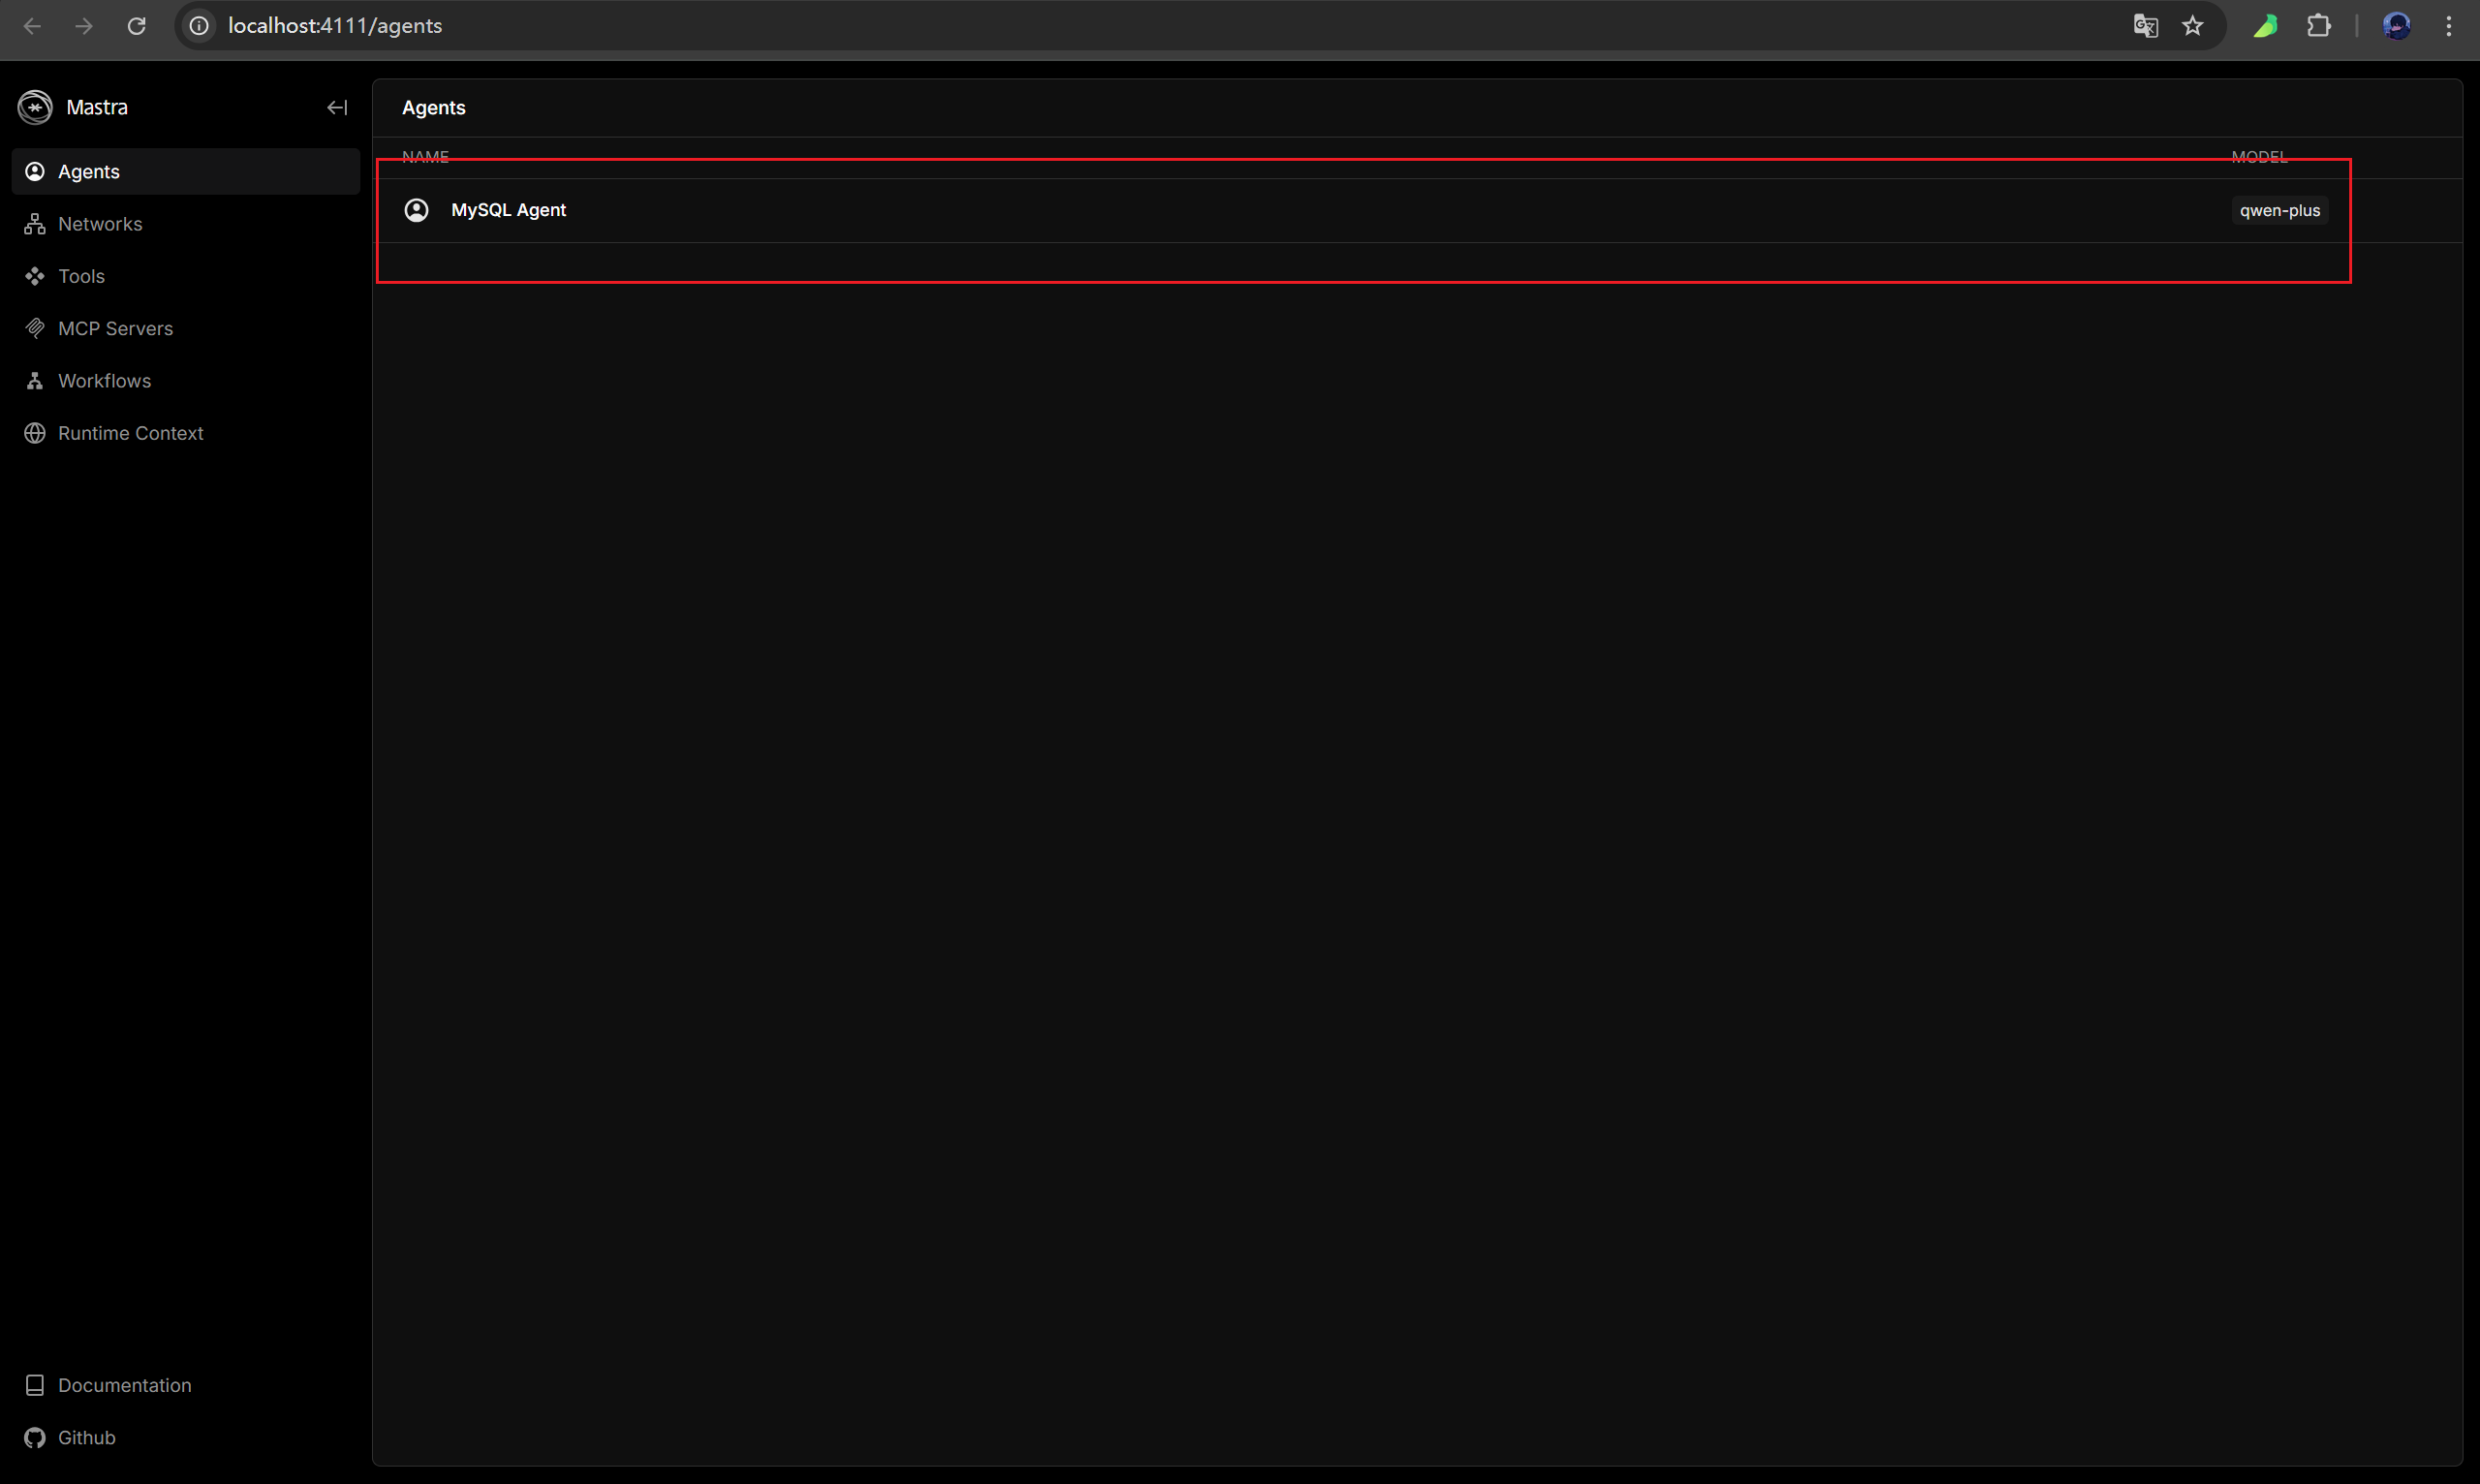 localhost:4111/agents
Mastra
Agents
Networks
Tools
MCP Servers
Workflows
Runtime Context
Documentation
Github
Agents
NAME MODEL
MySQL Agent qwen-plus